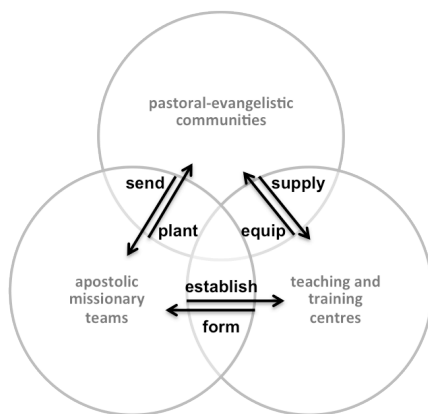 pastoral-evangelistic
communities
send
supply
plant
equip
apostolic
missionary
teams
establish
form
teaching and
training
centres